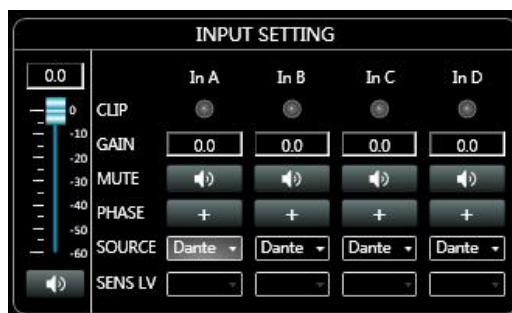 INPUT SETTING
0.0 In A In B In C In D
0 CLIP
-10
GAIN 0.0 0.0 0.0 0.0
-20
-30 MUTE
-40 PHASE + + + +
-50
SOURCE Dante Dante Dante Dante
-60
SENS LV